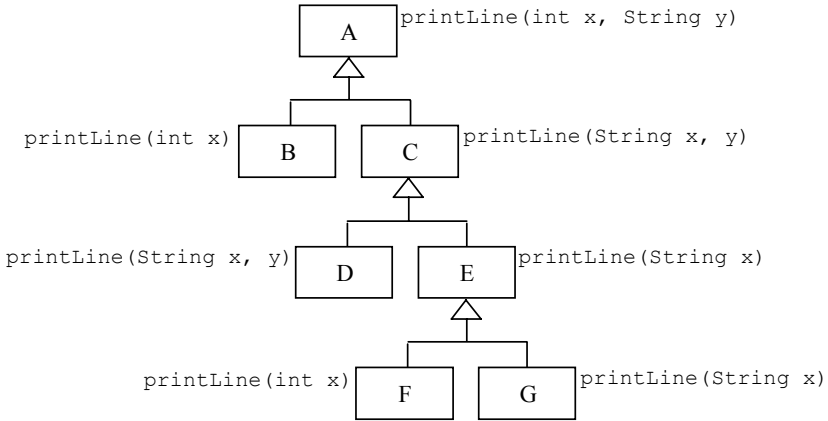 A
printLine(int x, String y)
printLine(int x)
B
C
printLine(String x, y)
printLine(String x, y)
D
E
printLine(String x)
printLine(int x)
F
G
printLine(String x)